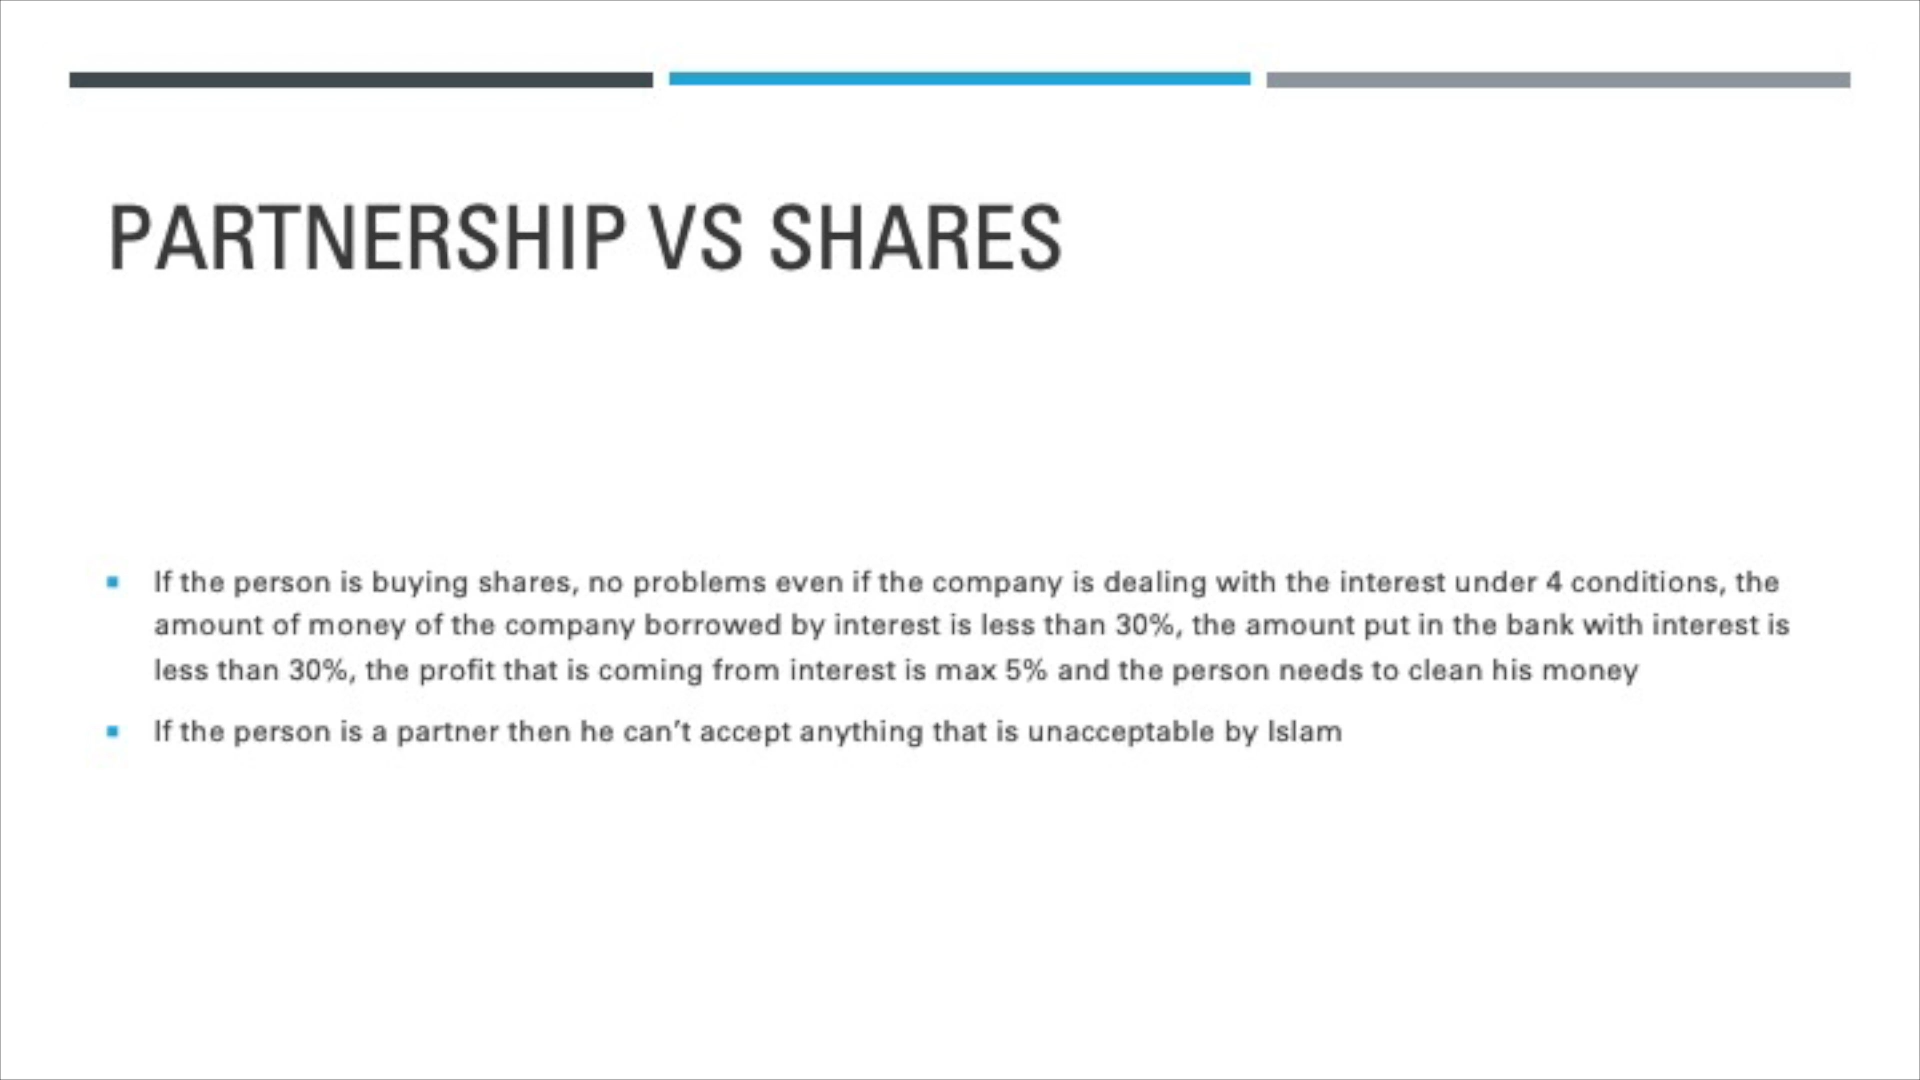 PARTNERSHIP VS SHARES
If the person is buying shares, no problems even if the company is dealing with the interest under 4 conditions, the
amount of money of the company borrowed by interest is less than 30%, the amount put in the bank with interest is
less than 30%, the profit that is coming from interest is max 5% and the person needs to clean his money
If the person is a partner then he can’t accept anything that is unacceptable by Islam